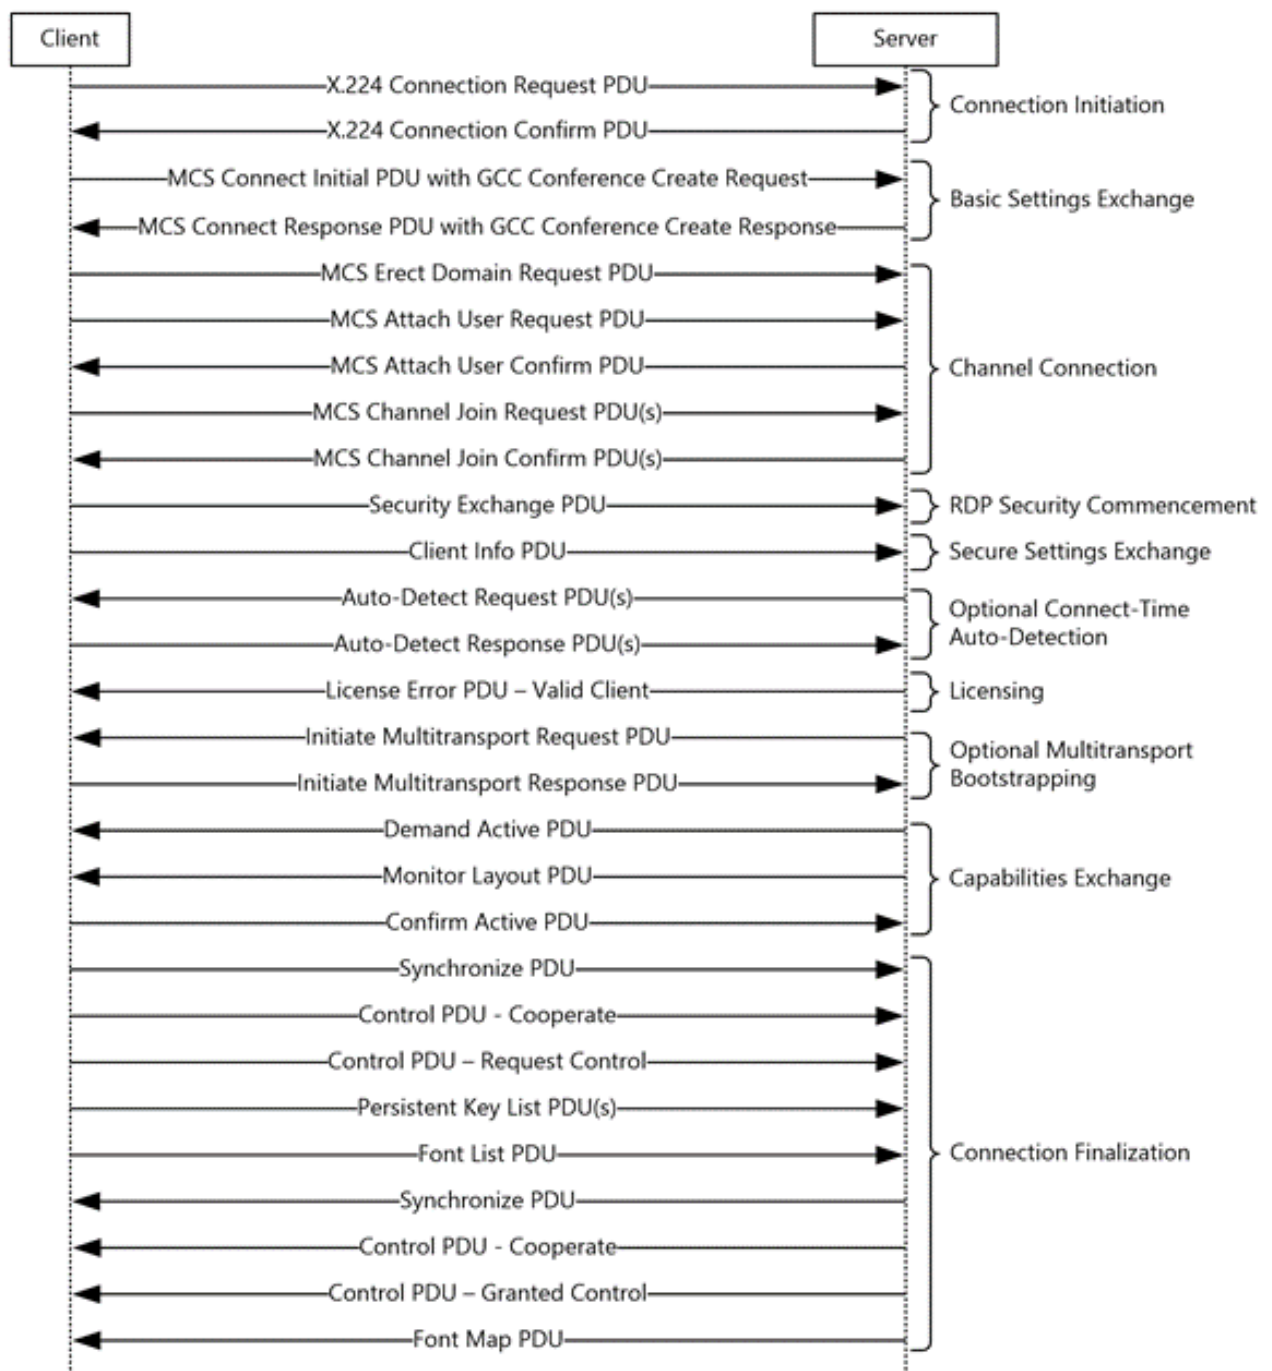 Client
Server
X.224 Connection Request PDU
X.224 Connection Confirm PDU
Connection Initiation
MCS Connect Initial PDU with GCC Conference Create Request
MCS Connect Response PDU with GCC Conference Create Response
Basic Settings Exchange
MCS Erect Domain Request PDU
MCS Attach User Request PDU
MCS Attach User Confirm PDU
MCS Channel Join Request PDU(s)
MCS Channel Join Confirm PDU(s)
Channel Connection
Security Exchange PDU
RDP Security Commencement
Client Info PDU
Secure Settings Exchange
Auto-Detect Request PDU(s)
Auto-Detect Response PDU(s)
Optional Connect-Time
Auto-Detection
License Error PDU – Valid Client
Licensing
Initiate Multitransport Request PDU
Initiate Multitransport Response PDU
Optional Multitransport
Bootstrapping
Demand Active PDU
Monitor Layout PDU
Confirm Active PDU
Capabilities Exchange
Synchronize PDU
Control PDU - Cooperate
Control PDU – Request Control
Persistent Key List PDU(s)
Font List PDU
Synchronize PDU
Control PDU - Cooperate
Control PDU – Granted Control
Font Map PDU
Connection Finalization